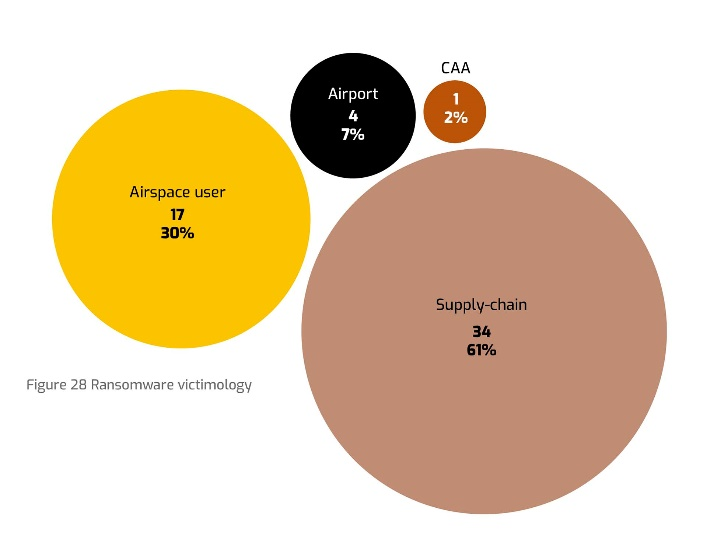 CAA
1
2%
Airport
4
7%
Airspace user
17
30%
Supply-chain
34
61%
Figure 28 Ransomware victimology